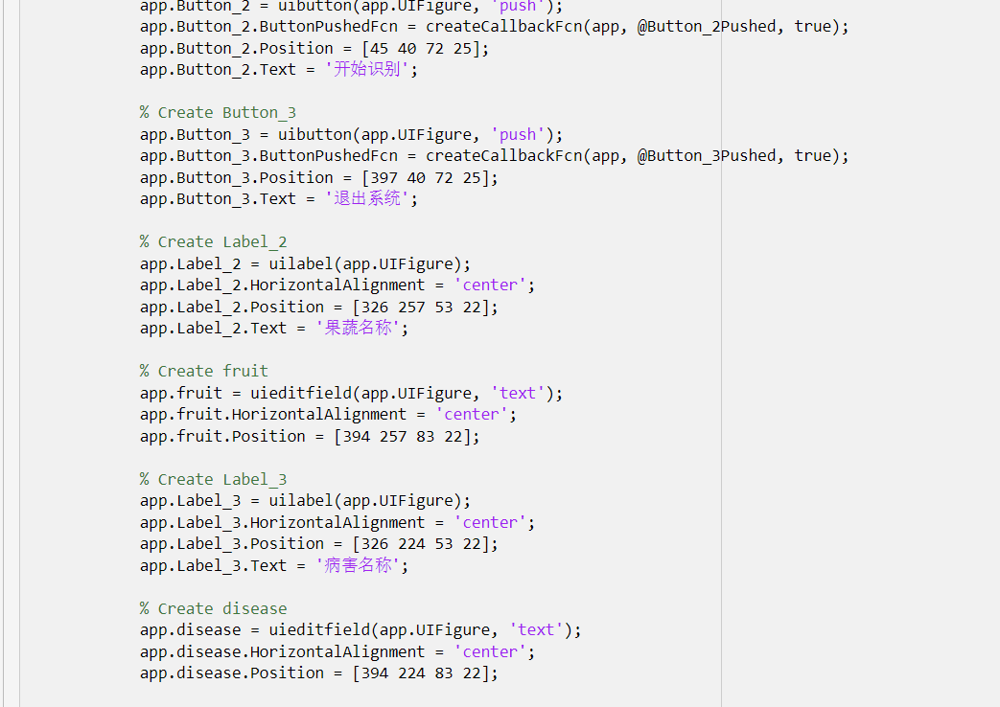 app.Button_2 = uibutton(app.UIFigure, 'push');
app.Button_2.ButtonPushedFcn = createCallbackFcn(app, @Button_2Pushed, true);
app.Button_2.Position = [45 40 72 25];
app.Button_2.Text = '开始识别';
% Create Button_3
app.Button_3 = uibutton(app.UIFigure, 'push');
app.Button_3.ButtonPushedFcn = createCallbackFcn(app, @Button_3Pushed, true);
app.Button_3.Position = [397 40 72 25];
app.Button_3.Text = '退出系统';
% Create Label_2
app.Label_2 = uilabel(app.UIFigure);
app.Label_2.HorizontalAlignment = 'center';
app.Label_2.Position = [326 257 53 22];
app.Label_2.Text = '果蔬名称';
% Create fruit
app.fruit = uieditfield(app.UIFigure, 'text');
app.fruit.HorizontalAlignment = 'center';
app.fruit.Position = [394 257 83 22];
% Create Label_3
app.Label_3 = uilabel(app.UIFigure);
app.Label_3.HorizontalAlignment = 'center';
app.Label_3.Position = [326 224 53 22];
app.Label_3.Text = '病害名称';
% Create disease
app.disease = uieditfield(app.UIFigure, 'text');
app.disease.HorizontalAlignment = 'center';
app.disease.Position = [394 224 83 22];